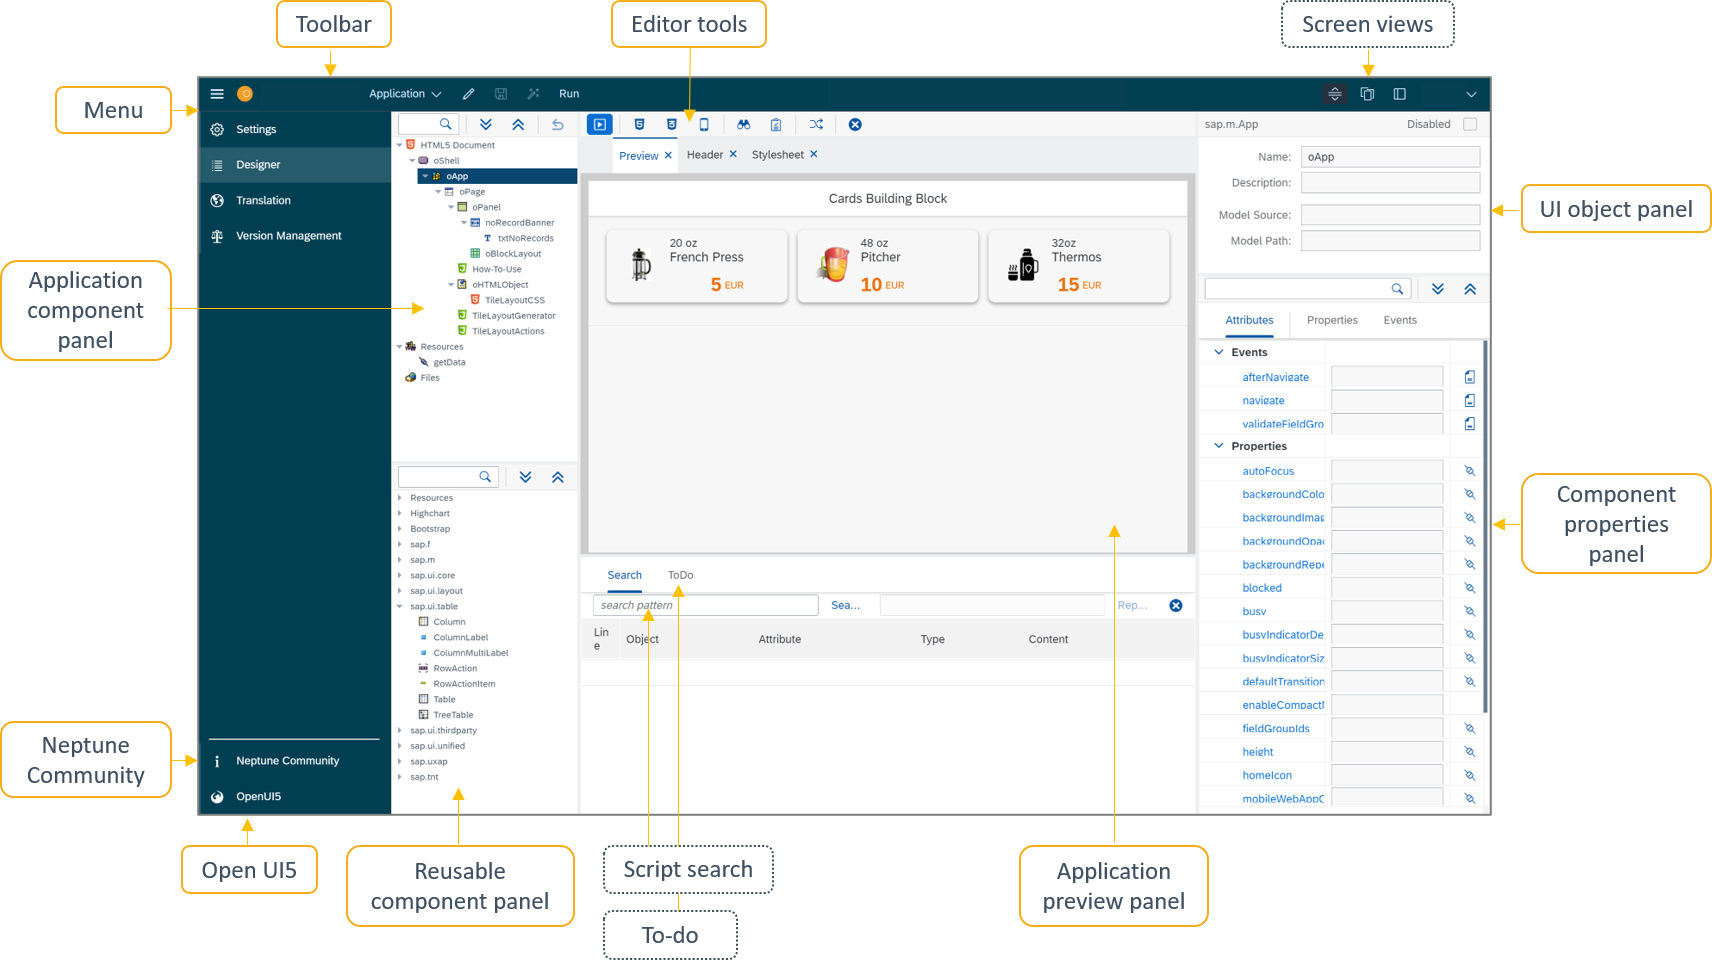 Toolbar
Editor tools
Screen views
Menu
Application
component
panel
Neptune
Community
Open UI5
Reusable
component panel
Script search
To-do
Application
preview panel
UI object panel
Component
properties
panel
Application
Run
Settings
Designer
Translation
Version Management
Neptune Community
OpenUI5
HTML5 Document
oShell
oApp
oPage
oPanel
noRecordBanner
txtNoRecords
oBlockLayout
How-To-Use
oHTMLObject
TileLayoutCSS
TileLayoutGenerator
TileLayoutActions
Resources
getData
Files
Resources
Highchart
Bootstrap
sap.f
sap.m
sap.ui.core
sap.ui.layout
sap.ui.table
Column
ColumnLabel
ColumnMultiLabel
RowAction
RowActionItem
Table
TreeTable
sap.ui.thirdparty
sap.ui.unified
sap.uxap
sap.tnt
Preview Header Stylesheet
Cards Building Block
20 oz
French Press
5 EUR
48 oz
Pitcher
10 EUR
32oz
Thermos
15 EUR
Search ToDo
search pattern Sea... Rep...
Lin
e Object Attribute Type Content
sap.m.App Disabled
Name: oApp
Description:
Model Source:
Model Path:
Attributes Properties Events
Events
afterNavigate
navigate
validateFieldGro
Properties
autoFocus
backgroundColo
backgroundImag
backgroundOpac
backgroundRepe
blocked
busy
busyIndicatorDe
busyIndicatorSiz
defaultTransition
enableCompactM
fieldGroupIds
height
homeIcon
mobileWebAppC